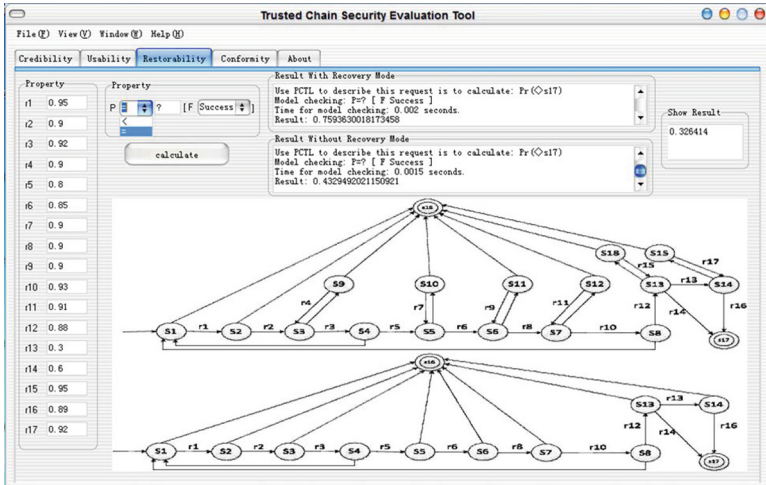 Trusted Chain Security Evaluation Tool
File(F) View(V) Window(W) Help(H)
Credibility Usability Restorability Conformity About
Property
r1 0.95
r2 0.9
r3 0.92
r4 0.9
r5 0.8
r6 0.85
r7 0.9
r8 0.9
r9 0.9
r10 0.93
r11 0.91
r12 0.88
r13 0.3
r14 0.6
r15 0.95
r16 0.89
r17 0.92
Property
P = ? [F Success ]
<
=
calculate
Result With Recovery Mode
Use PCTL to describe this request is to calculate: Pr(◇s17)
Model checking: P=? [ F Success ]
Time for model checking: 0.002 seconds.
Result: 0.7593630018173458
Result Without Recovery Mode
Use PCTL to describe this request is to calculate: Pr(◇s17)
Model checking: P=? [ F Success ]
Time for model checking: 0.0015 seconds.
Result: 0.4329492021150921
Show Result
0.326414
S18 S15
r15 r17
S9 S10 S11 S12 S13 r13 S14
r4 r7 r9 r11 r12 r14 r16
S1 r1 S2 r2 S3 r3 S4 r5 S5 r6 S6 r8 S7 r10 S8 s17
s16
S13 r13 S14
r12 r14 r16
S1 r1 S2 r2 S3 r3 S4 r5 S5 r6 S6 r8 S7 r10 S8 s17